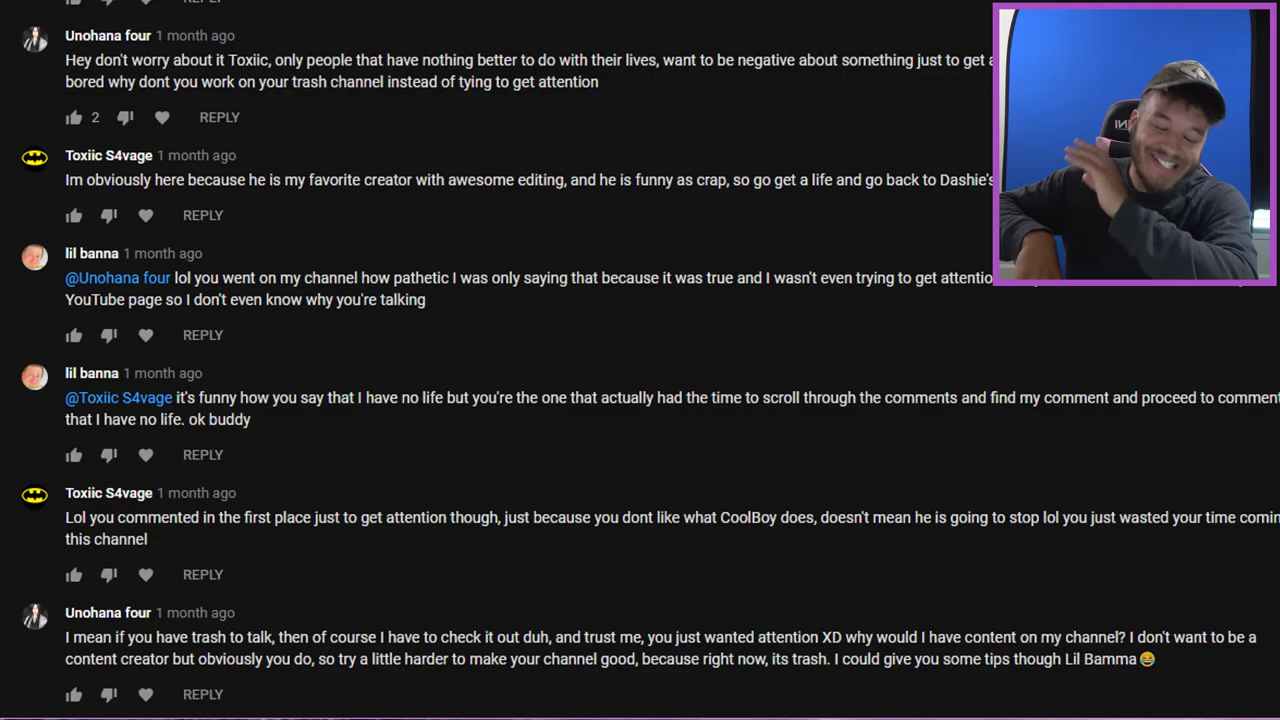 REPLY
Unohana four 1 month ago
Hey don't worry about it Toxiic, only people that have nothing better to do with their lives, want to be negative about something just to get
bored why dont you work on your trash channel instead of tying to get attention
2 REPLY
Toxiic S4vage 1 month ago
Im obviously here because he is my favorite creator with awesome editing, and he is funny as crap, so go get a life and go back to Dashie's
REPLY
lil banna 1 month ago
@Unohana four lol you went on my channel how pathetic I was only saying that because it was true and I wasn't even trying to get attentio
YouTube page so I don't even know why you're talking
REPLY
lil banna 1 month ago
@Toxiic S4vage it's funny how you say that I have no life but you're the one that actually had the time to scroll through the comments and find my comment and proceed to comment
that I have no life. ok buddy
REPLY
Toxiic S4vage 1 month ago
Lol you commented in the first place just to get attention though, just because you dont like what CoolBoy does, doesn't mean he is going to stop lol you just wasted your time comin
this channel
REPLY
Unohana four 1 month ago
I mean if you have trash to talk, then of course I have to check it out duh, and trust me, you just wanted attention XD why would I have content on my channel? I don't want to be a
content creator but obviously you do, so try a little harder to make your channel good, because right now, its trash. I could give you some tips though Lil Bamma😂
REPLY